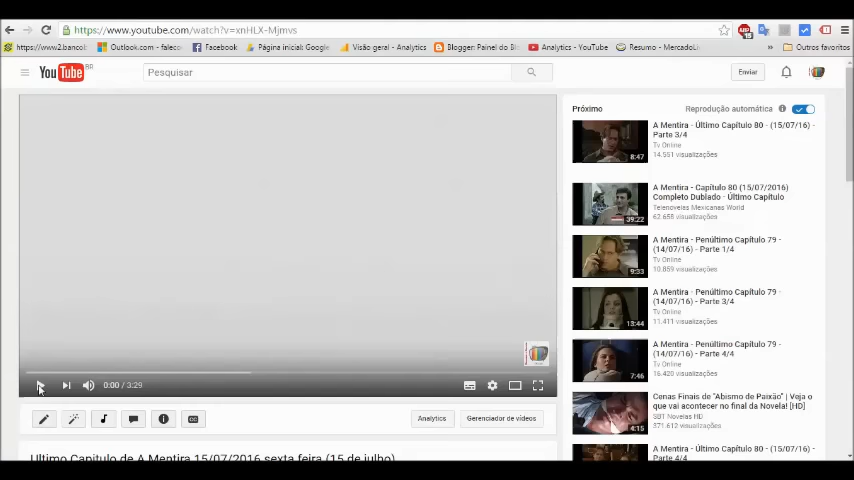 https://www.youtube.com/watch?v=xnHLX-Mjmvs
https://www2.bancol
Outlook.com - faleco
Facebook
Página inicial: Google
Visão geral - Analytics
Blogger: Painel do Blo
Analytics - YouTube
Resumo - MercadoLi
»
Outros favoritos
YouTube BR
Pesquisar
Enviar
Próximo
Reprodução automática
A Mentira - Último Capítulo 80 - (15/07/16) -
Parte 3/4
Tv Online
14.551 visualizações
8:47
A Mentira - Capítulo 80 (15/07/2016)
Completo Dublado - Último Capítulo
Telenovelas Mexicanas World
62.658 visualizações
39:22
A Mentira - Penúltimo Capítulo 79 -
(14/07/16) - Parte 1/4
Tv Online
10.859 visualizações
9:33
A Mentira - Penúltimo Capítulo 79 -
(14/07/16) - Parte 3/4
Tv Online
11.411 visualizações
13:44
A Mentira - Penúltimo Capítulo 79 -
(14/07/16) - Parte 4/4
Tv Online
16.420 visualizações
7:46
Cenas Finais de "Abismo de Paixão" | Veja o
que vai acontecer no final da Novela! [HD]
SBT Novelas HD
371.612 visualizações
4:15
A Mentira - Último Capítulo 80 - (15/07/16) -
Parte 4/4
0:00 / 3:29
Analytics
Gerenciador de vídeos
Ultimo Capitulo de A Mentira 15/07/2016 sexta feira (15 de julho)